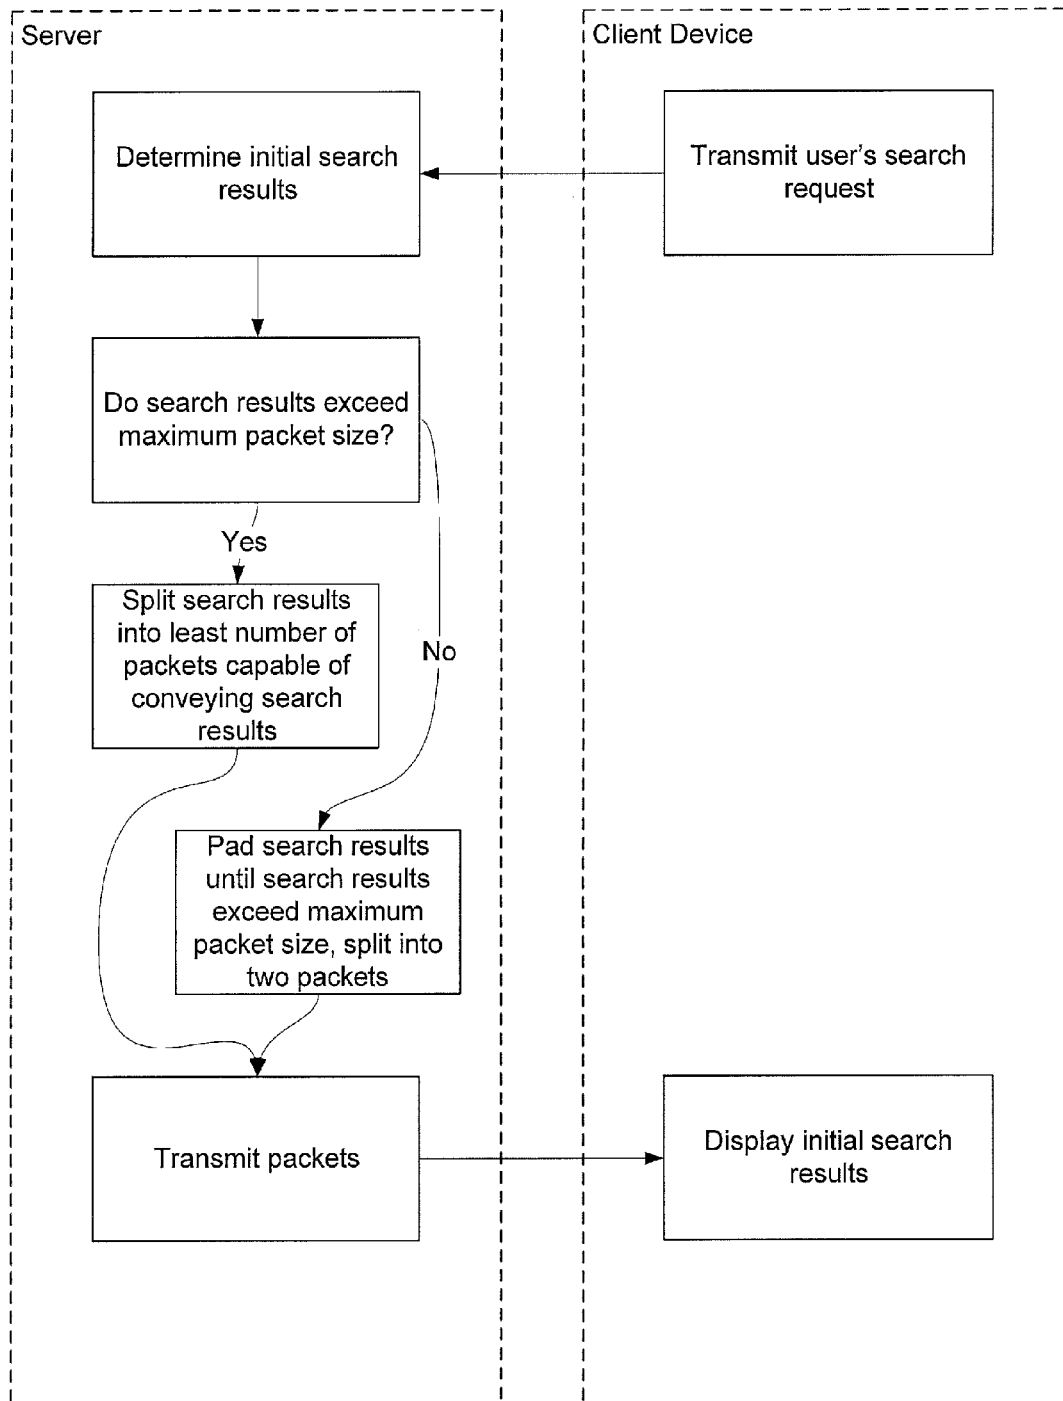 Server
Client Device
Determine initial search
results
Transmit user's search
request
Do search results exceed
maximum packet size?
Yes
Split search results
into least number of
packets capable of
conveying search
results
No
Pad search results
until search results
exceed maximum
packet size, split into
two packets
Transmit packets
Display initial search
results